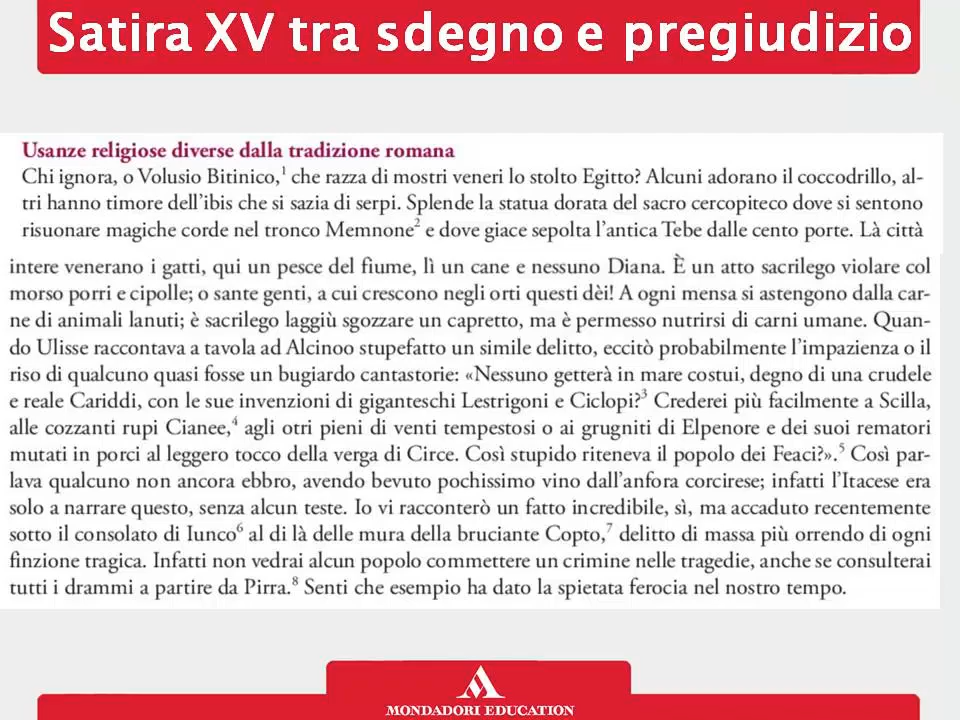 Satira XV tra sdegno e pregiudizio
Usanze religiose diverse dalla tradizione romana
Chi ignora, o Volusio Bitinico,¹ che razza di mostri veneri lo stolto Egitto? Alcuni adorano il coccodrillo, al-
tri hanno timore dell'ibis che si sazia di serpi. Splende la statua dorata del sacro cercopiteco dove si sentono
risuonare magiche corde nel tronco Memnone² e dove giace sepolta l'antica Tebe dalle cento porte. Là città
intere venerano i gatti, qui un pesce del fiume, lì un cane e nessuno Diana. È un atto sacrilego violare col
morso porri e cipolle; o sante genti, a cui crescono negli orti questi dèi! A ogni mensa si astengono dalla car-
ne di animali lanuti; è sacrilego laggiù sgozzare un capretto, ma è permesso nutrirsi di carni umane. Quan-
do Ulisse raccontava a tavola ad Alcinoo stupefatto un simile delitto, eccitò probabilmente l'impazienza o il
riso di qualcuno quasi fosse un bugiardo cantastorie: «Nessuno getterà in mare costui, degno di una crudele
e reale Cariddi, con le sue invenzioni di giganteschi Lestrigoni e Ciclopi?³ Crederei più facilmente a Scilla,
alle cozzanti rupi Cianee,⁴ agli otri pieni di venti tempestosi o ai grugniti di Elpenore e dei suoi rematori
mutati in porci al leggero tocco della verga di Circe. Così stupido riteneva il popolo dei Feaci?».⁵ Così par-
lava qualcuno non ancora ebbro, avendo bevuto pochissimo vino dall'anfora corcirese; infatti l'Itacese era
solo a narrare questo, senza alcun teste. Io vi racconterò un fatto incredibile, sì, ma accaduto recentemente
sotto il consolato di Iunco⁶ al di là delle mura della bruciante Copto,⁷ delitto di massa più orrendo di ogni
finzione tragica. Infatti non vedrai alcun popolo commettere un crimine nelle tragedie, anche se consulterai
tutti i drammi a partire da Pirra.⁸ Senti che esempio ha dato la spietata ferocia nel nostro tempo.
MONDADORI EDUCATION